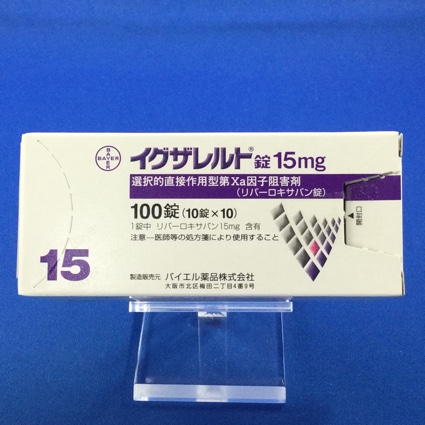 BAYER
BAYER
イグザレルト®錠15mg
選択的直接作用型第Xa因子阻害剤
(リバーロキサバン錠)
100錠(10錠×10)
1錠中 リバーロキサバン15mg 含有
注意―医師等の処方箋により使用すること
開封口
15
製造販売元 バイエル薬品株式会社
大阪市北区梅田二丁目4番9号